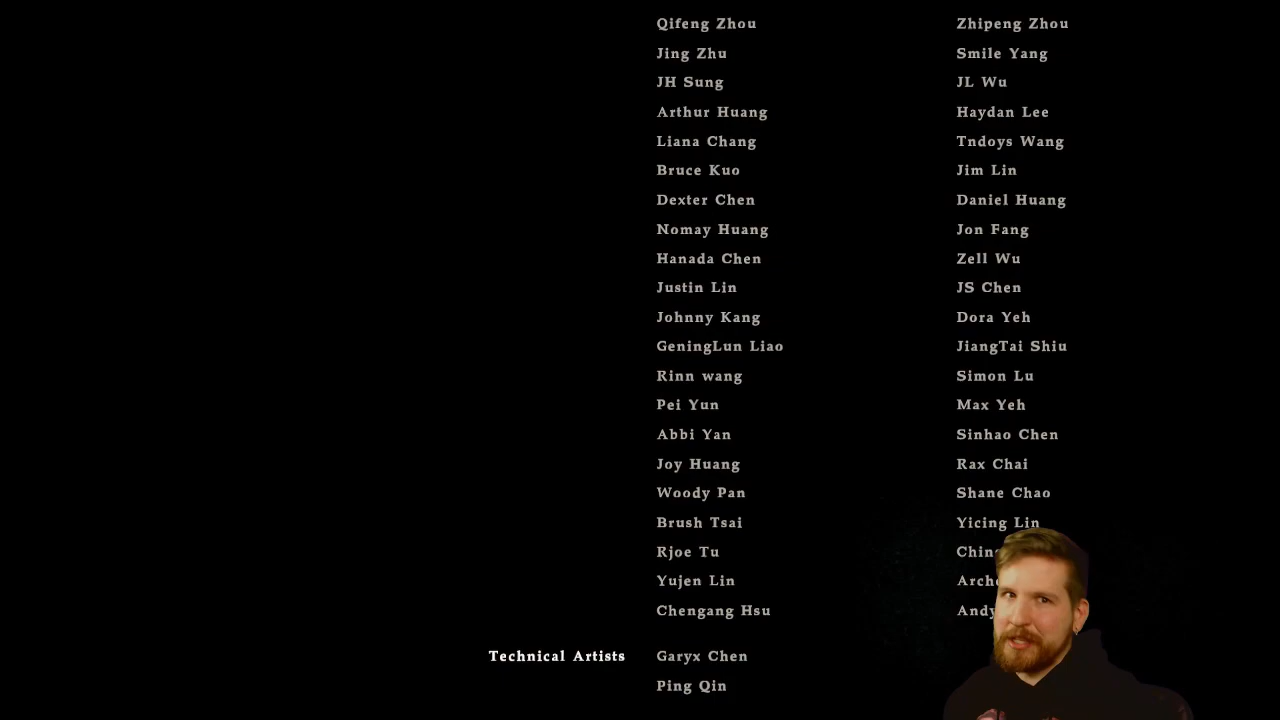 Qifeng Zhou Zhipeng Zhou
Jing Zhu Smile Yang
JH Sung JL Wu
Arthur Huang Haydan Lee
Liana Chang Tndoys Wang
Bruce Kuo Jim Lin
Dexter Chen Daniel Huang
Nomay Huang Jon Fang
Hanada Chen Zell Wu
Justin Lin JS Chen
Johnny Kang Dora Yeh
GeningLun Liao JiangTai Shiu
Rinn wang Simon Lu
Pei Yun Max Yeh
Abbi Yan Sinhao Chen
Joy Huang Rax Chai
Woody Pan Shane Chao
Brush Tsai Yicing Lin
Rjoe Tu
Yujen Lin
Chengang Hsu Andy
Technical Artists Garyx Chen
Ping Qin